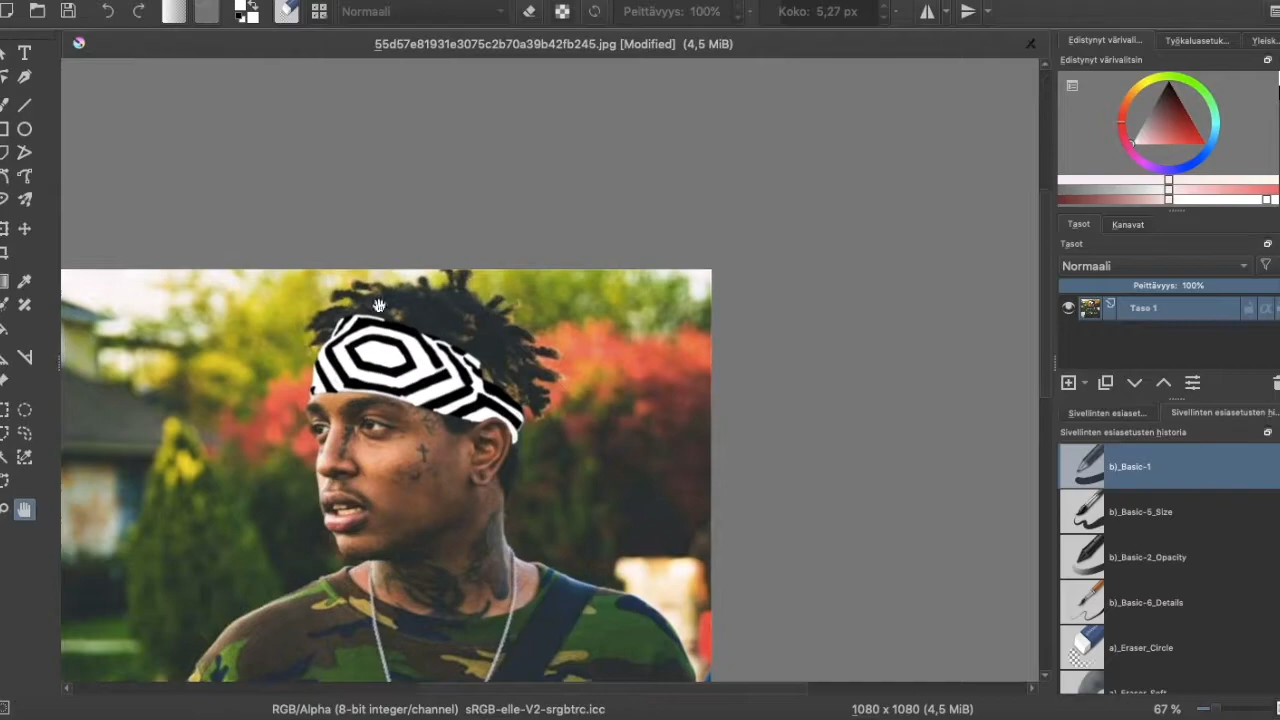 Normaali
Peittävyys: 100%
Koko: 5,27 px
55d57e81931e3075c2b70a39b42fb245.jpg [Modified] (4,5 MiB)
Edistynyt värivali...
Työkaluasetuk...
Yleisk
Edistynyt värivalitsin
Tasot
Kanavat
Tasot
Normaali
Peittävyys: 100%
Taso 1
Sivellinten esiaset...
Sivellinten esiasetusten hi...
Sivellinten esiasetusten historia
b)_Basic-1
b)_Basic-5_Size
b)_Basic-2_Opacity
b)_Basic-6_Details
a)_Eraser_Circle
a)_Eraser_Soft
RGB/Alpha (8-bit integer/channel) sRGB-elle-V2-srgbtrc.icc
1080 x 1080 (4,5 MiB)
67 %